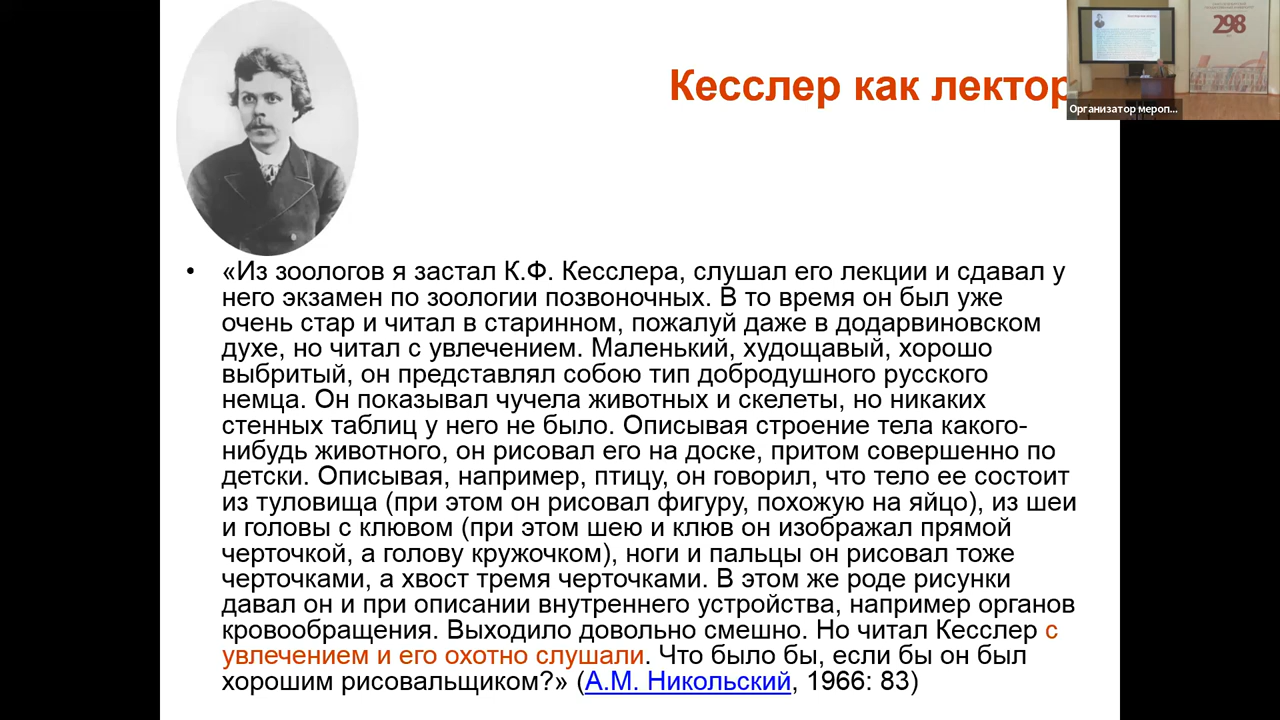 Кесслер как лектор
298
Организатор мероп...
• «Из зоологов я застал К.Ф. Кесслера, слушал его лекции и сдавал у
него экзамен по зоологии позвоночных. В то время он был уже
очень стар и читал в старинном, пожалуй даже в додарвиновском
духе, но читал с увлечением. Маленький, худощавый, хорошо
выбритый, он представлял собою тип добродушного русского
немца. Он показывал чучела животных и скелеты, но никаких
стенных таблиц у него не было. Описывая строение тела какого-
нибудь животного, он рисовал его на доске, притом совершенно по
детски. Описывая, например, птицу, он говорил, что тело ее состоит
из туловища (при этом он рисовал фигуру, похожую на яйцо), из шеи
и головы с клювом (при этом шею и клюв он изображал прямой
черточкой, а голову кружочком), ноги и пальцы он рисовал тоже
черточками, а хвост тремя черточками. В этом же роде рисунки
давал он и при описании внутреннего устройства, например органов
кровообращения. Выходило довольно смешно. Но читал Кесслер с
увлечением и его охотно слушали. Что было бы, если бы он был
хорошим рисовальщиком?» (А.М. Никольский, 1966: 83)